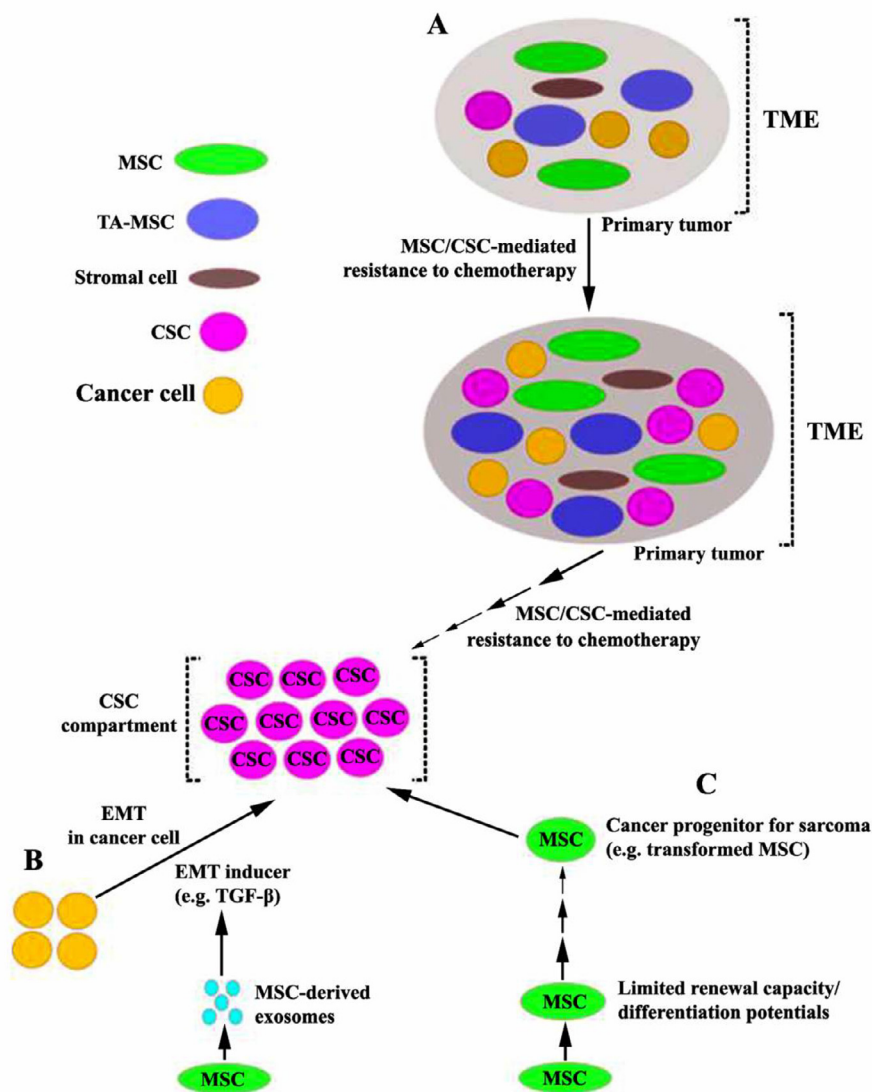 A
TME
Primary tumor
MSC
TA-MSC
Stromal cell
CSC
Cancer cell
MSC/CSC-mediated
resistance to chemotherapy
TME
Primary tumor
MSC/CSC-mediated
resistance to chemotherapy
CSC
compartment
CSC CSC CSC
CSC CSC CSC CSC
CSC CSC CSC
B
EMT
in cancer cell
EMT inducer
(e.g. TGF-β)
MSC-derived
exosomes
MSC
C
MSC
Cancer progenitor for sarcoma
(e.g. transformed MSC)
MSC
Limited renewal capacity/
differentiation potentials
MSC